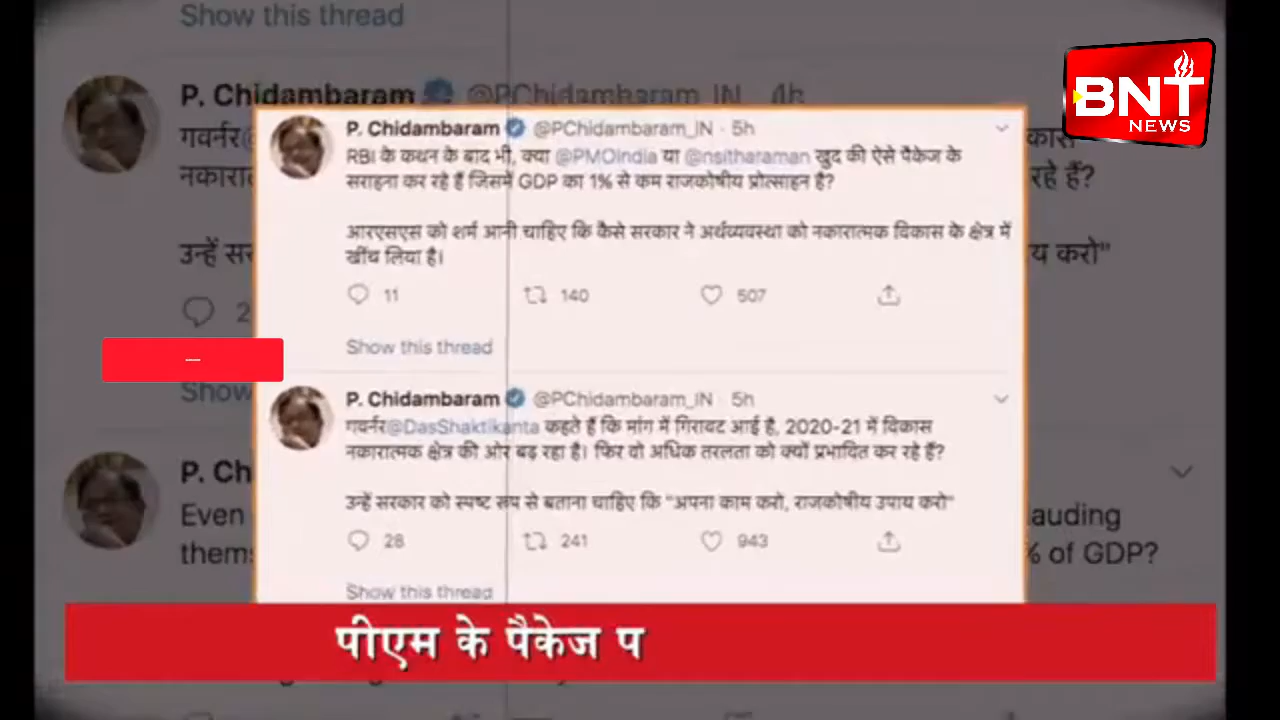 Show this thread
P. Chidambaram @PChidambaram_IN 4h
BNT
NEWS
गवर्नर@
नकारा
रहे हैं?
उन्हें
य करो"
2
Show
P. Ch
Even
them
auding
% of GDP?
P. Chidambaram @PChidambaram_IN · 5h
RBI के कथन के बाद भी, क्या @PMOIndia या @nsitharaman खुद की ऐसे पैकेज के
सराहना कर रहे हैं जिसमें GDP का 1% से कम राजकोषीय प्रोत्साहन है?
आरएसएस को शर्म आनी चाहिए कि कैसे सरकार ने अर्थव्यवस्था को नकारात्मक विकास के क्षेत्र में
खींच लिया है।
11 140 507
Show this thread
P. Chidambaram @PChidambaram_IN · 5h
गवर्नर@DasShaktikanta कहते हैं कि मांग में गिरावट आई है, 2020-21 में विकास
नकारात्मक क्षेत्र की ओर बढ़ रहा है। फिर वो अधिक तरलता को क्यों प्रभावित कर रहे हैं?
उन्हें सरकार को स्पष्ट रूप से बताना चाहिए कि "अपना काम करो, राजकोषीय उपाय करो"
28 241 943
Show this thread
पीएम के पैकेज प